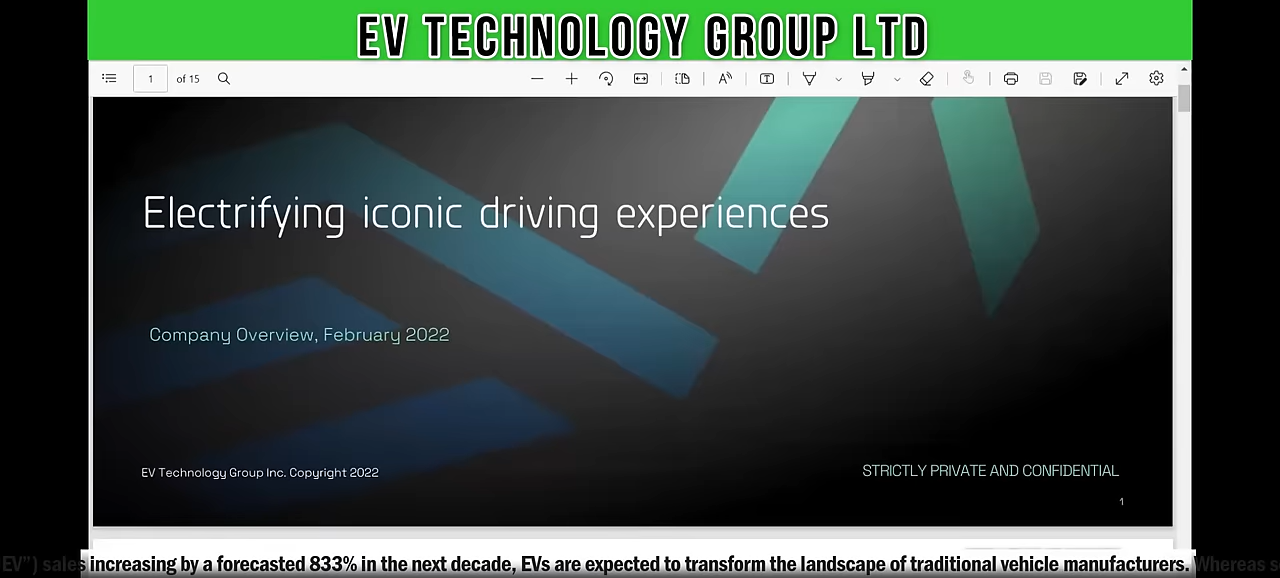 EV TECHNOLOGY GROUP LTD
1 of 15
Electrifying iconic driving experiences
Company Overview, February 2022
EV Technology Group Inc. Copyright 2022
STRICTLY PRIVATE AND CONFIDENTIAL
1
EV") sales increasing by a forecasted 833% in the next decade, EVs are expected to transform the landscape of traditional vehicle manufacturers. Whereas s